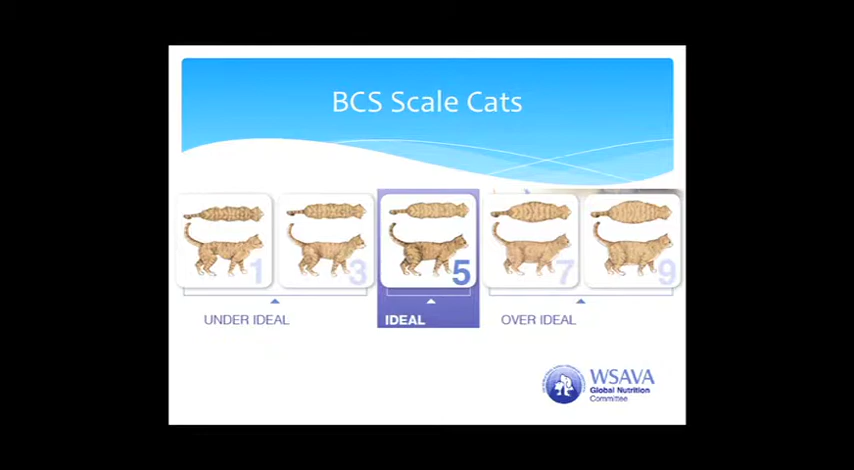 BCS Scale Cats
1 3 5 7 9
UNDER IDEAL IDEAL OVER IDEAL
WSAVA
Global Nutrition
Committee